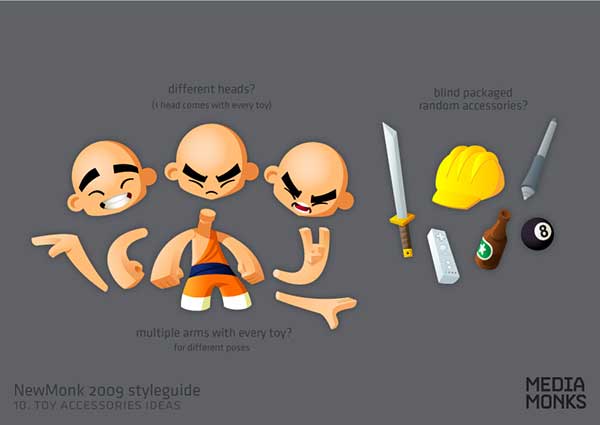 different heads?
(1 head comes with every toy)
blind packaged
random accessories?
8
multiple arms with every toy?
for different poses
NewMonk 2009 styleguide
10. TOY ACCESSORIES IDEAS
MEDIA
MONKS